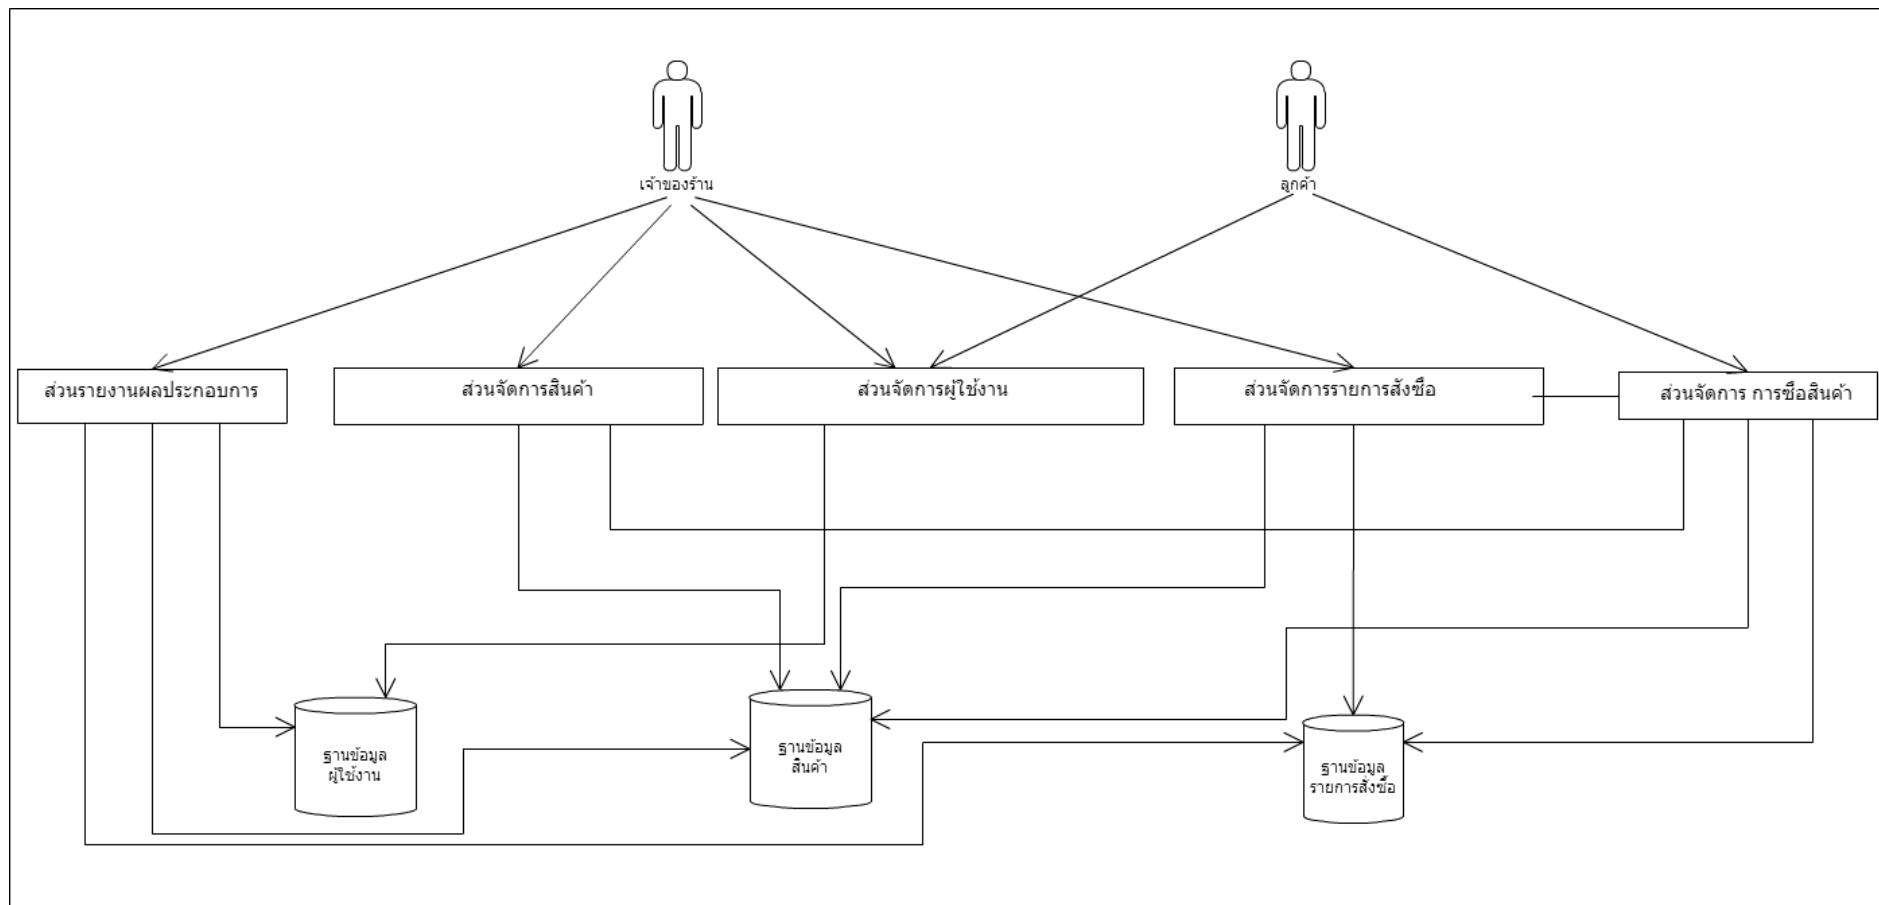 เจ้าของร้าน
ลูกค้า
ส่วนรายงานผลประกอบการ
ส่วนจัดการสินค้า
ส่วนจัดการผู้ใช้งาน
ส่วนจัดการรายการสั่งซื้อ
ส่วนจัดการ การซื้อสินค้า
ฐานข้อมูล
ผู้ใช้งาน
ฐานข้อมูล
สินค้า
ฐานข้อมูล
รายการสั่งซื้อ